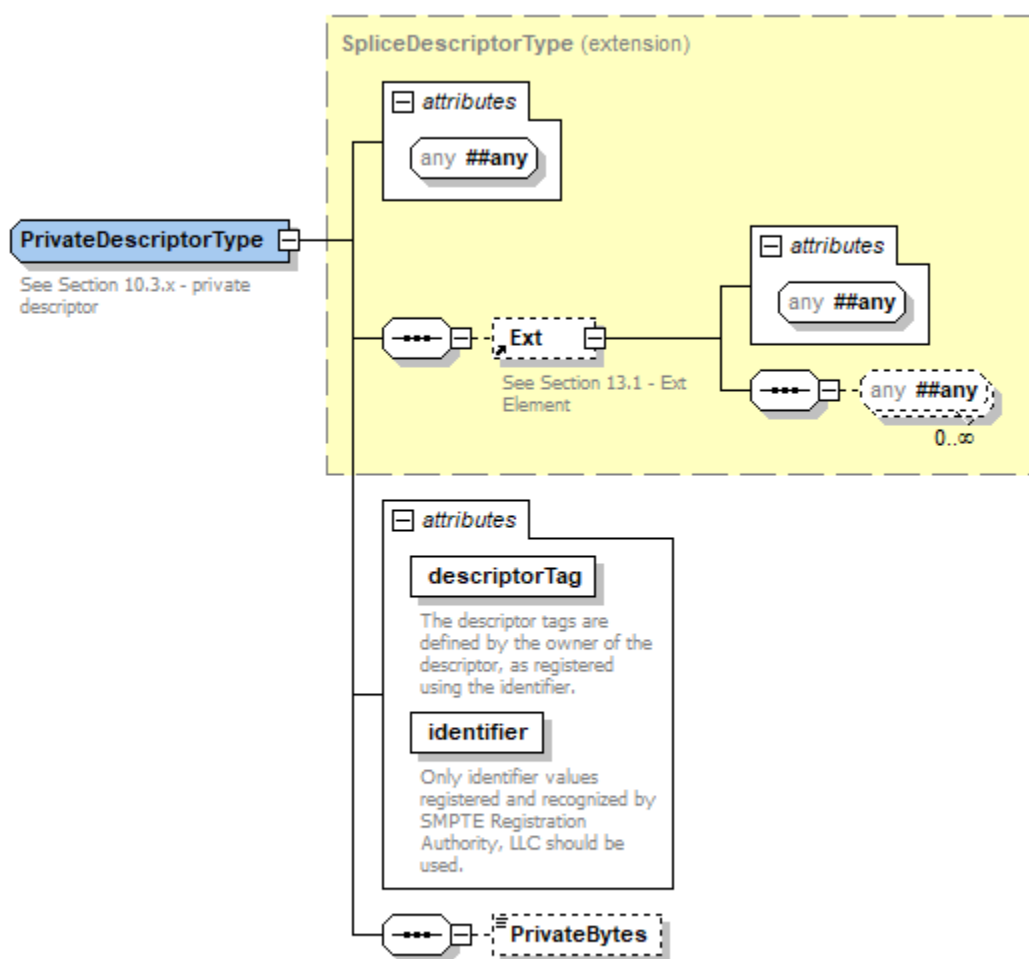 SpliceDescriptorType (extension)
attributes
any ##any
PrivateDescriptorType
See Section 10.3.x - private
descriptor
attributes
any ##any
Ext
See Section 13.1 - Ext
Element
any ##any
0..∞
attributes
descriptorTag
The descriptor tags are
defined by the owner of the
descriptor, as registered
using the identifier.
identifier
Only identifier values
registered and recognized by
SMPTE Registration
Authority, LLC should be
used.
PrivateBytes